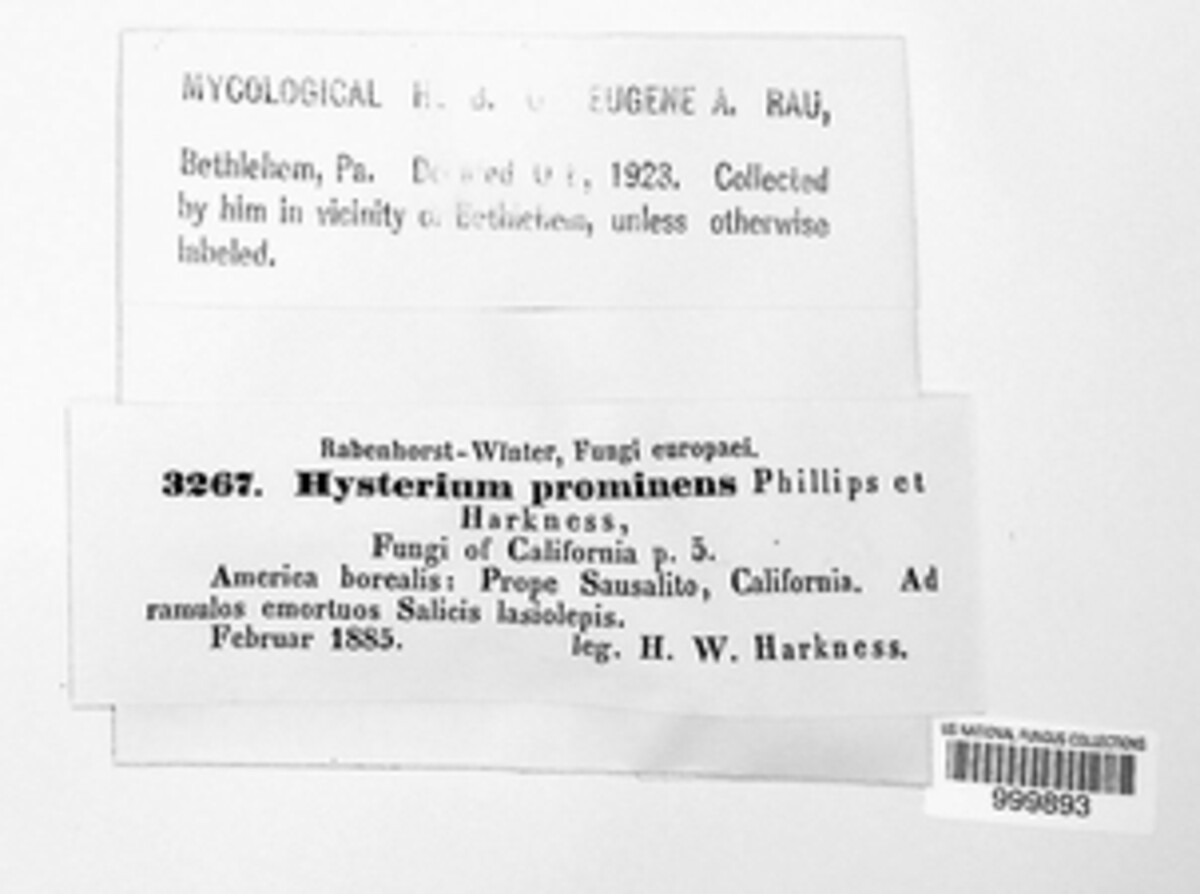 MYCOLOGICAL EUGENE A. RAU,
Bethlehem, Pa. 1923. Collected
by him in vicinity Bethlehem, unless otherwise
labeled.
Rabenhorst-Winter, Fungi europaei.
3267. Hysterium prominens Phillips et
Harkness,
Fungi of California p. 5.
America borealis: Prope Sausalito, California. Ad
ramulos emortuos Salicis lasiolepis.
Februar 1885. leg. H. W. Harkness.
US NATIONAL FUNGUS COLLECTIONS
999893